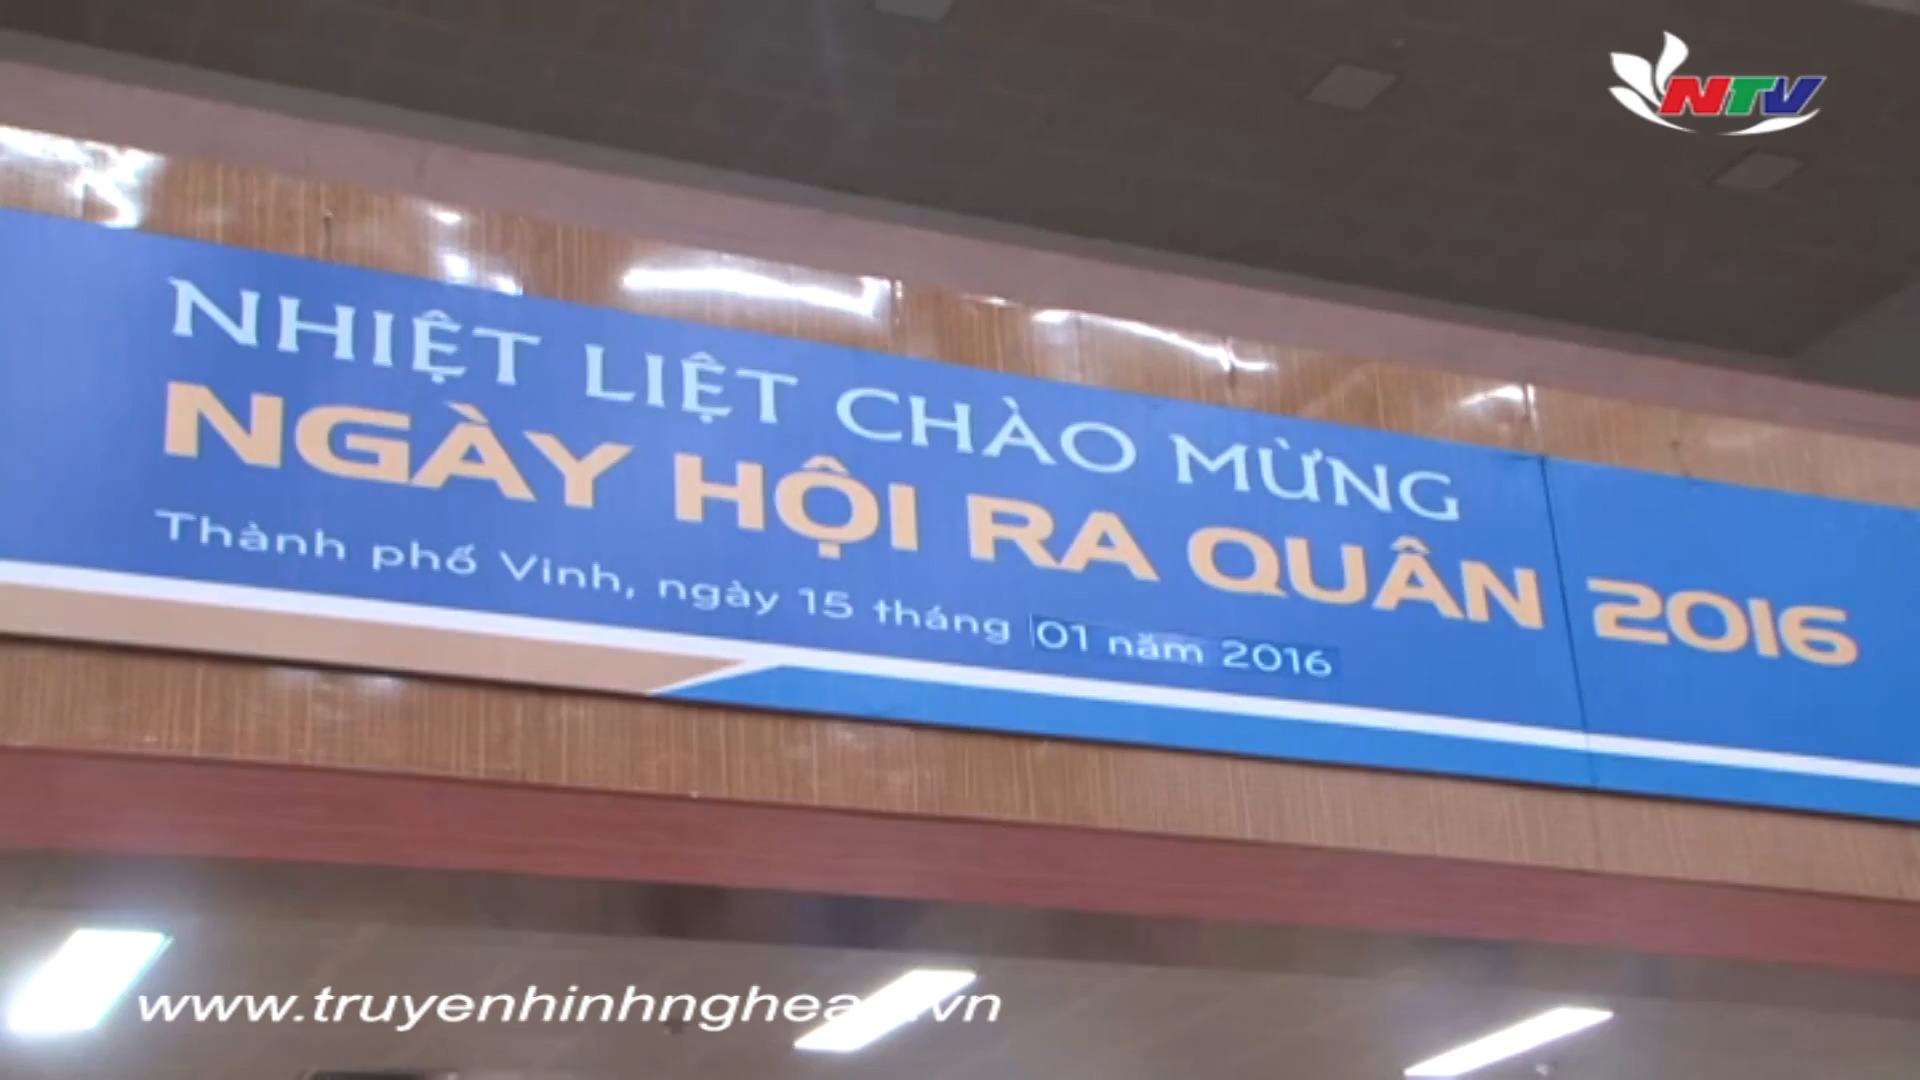 NTV
NHIỆT LIỆT CHÀO MỪNG
NGÀY HỘI RA QUÂN 2016
Thành phố Vinh, ngày 15 tháng 01 năm 2016